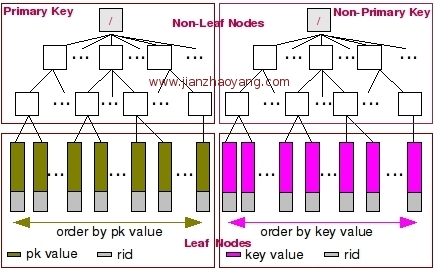 Primary Key
Non-Leaf Nodes
Non-Primary Key
/
/
www.jianzhaoyang.com
order by pk value
order by key value
Leaf Nodes
pk value
rid
key value
rid